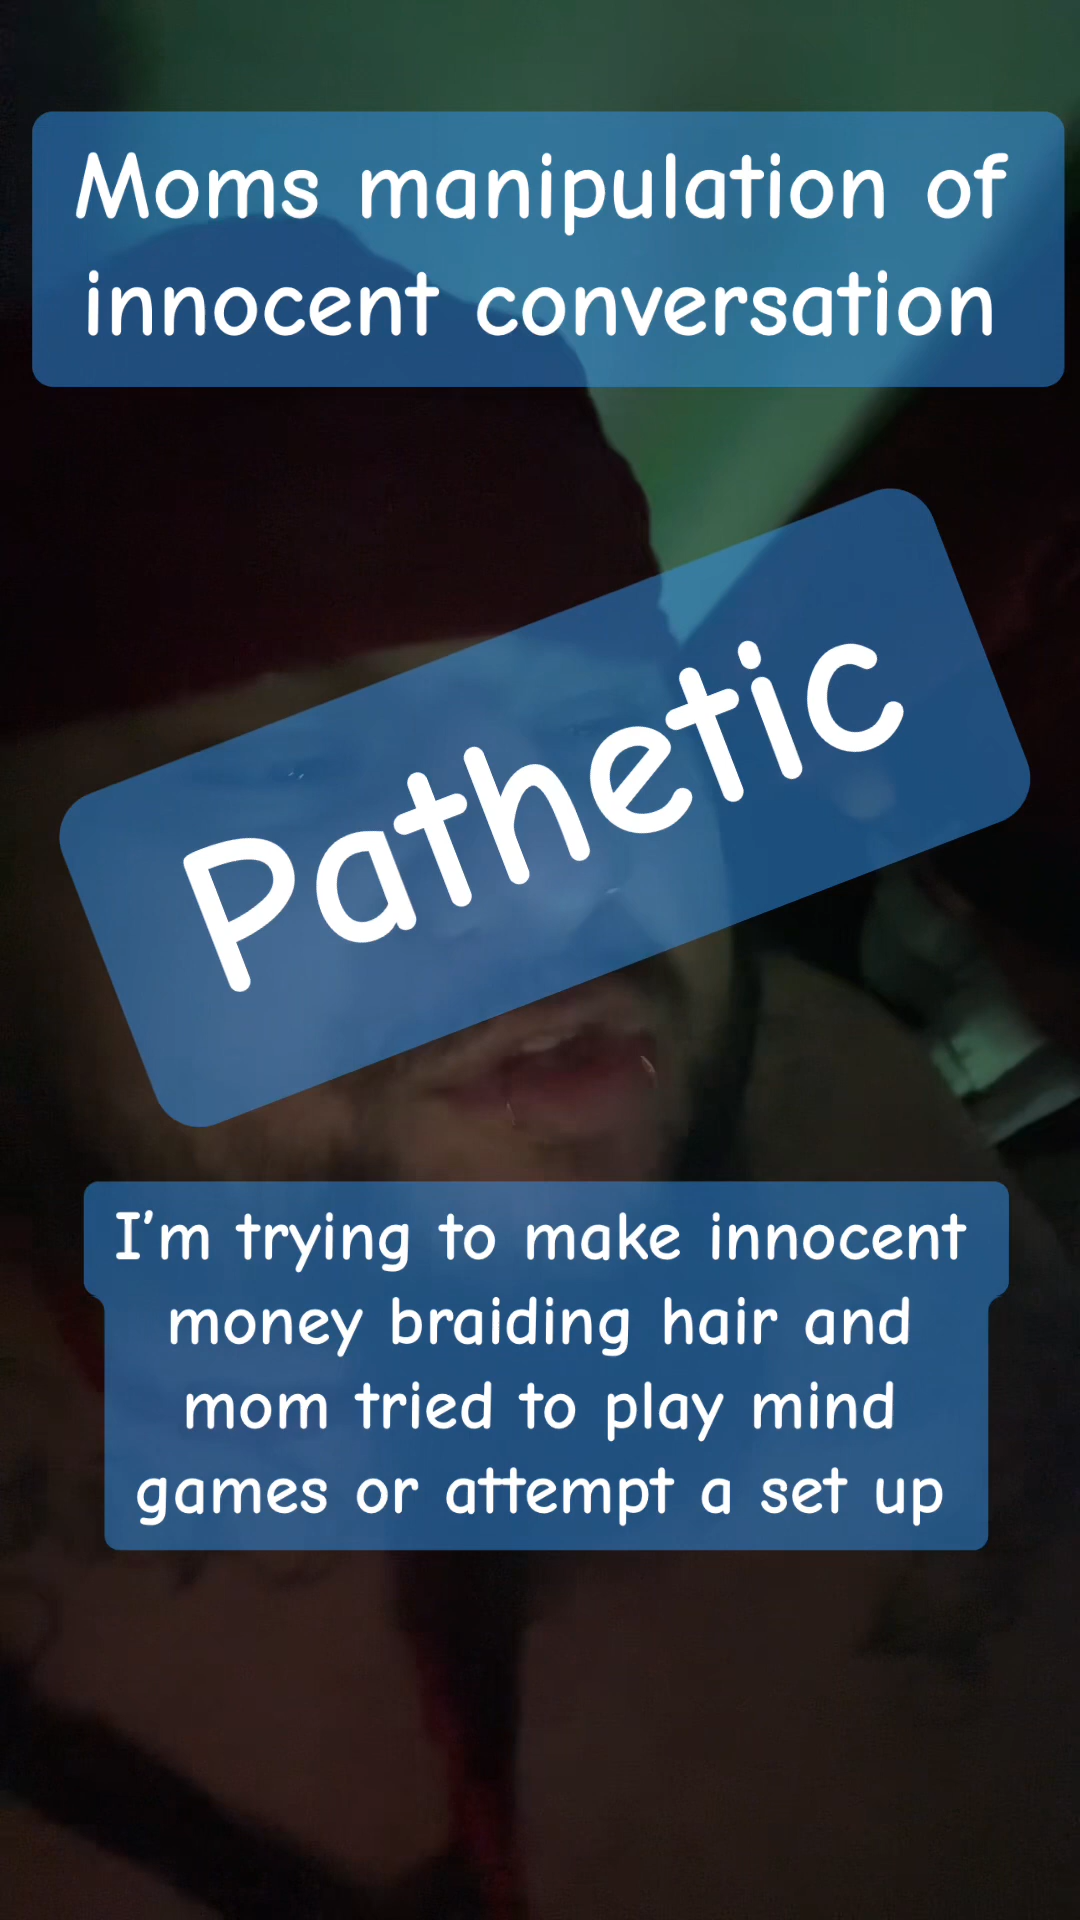 Moms manipulation of
innocent conversation
Pathetic
I'm trying to make innocent
money braiding hair and
mom tried to play mind
games or attempt a set up